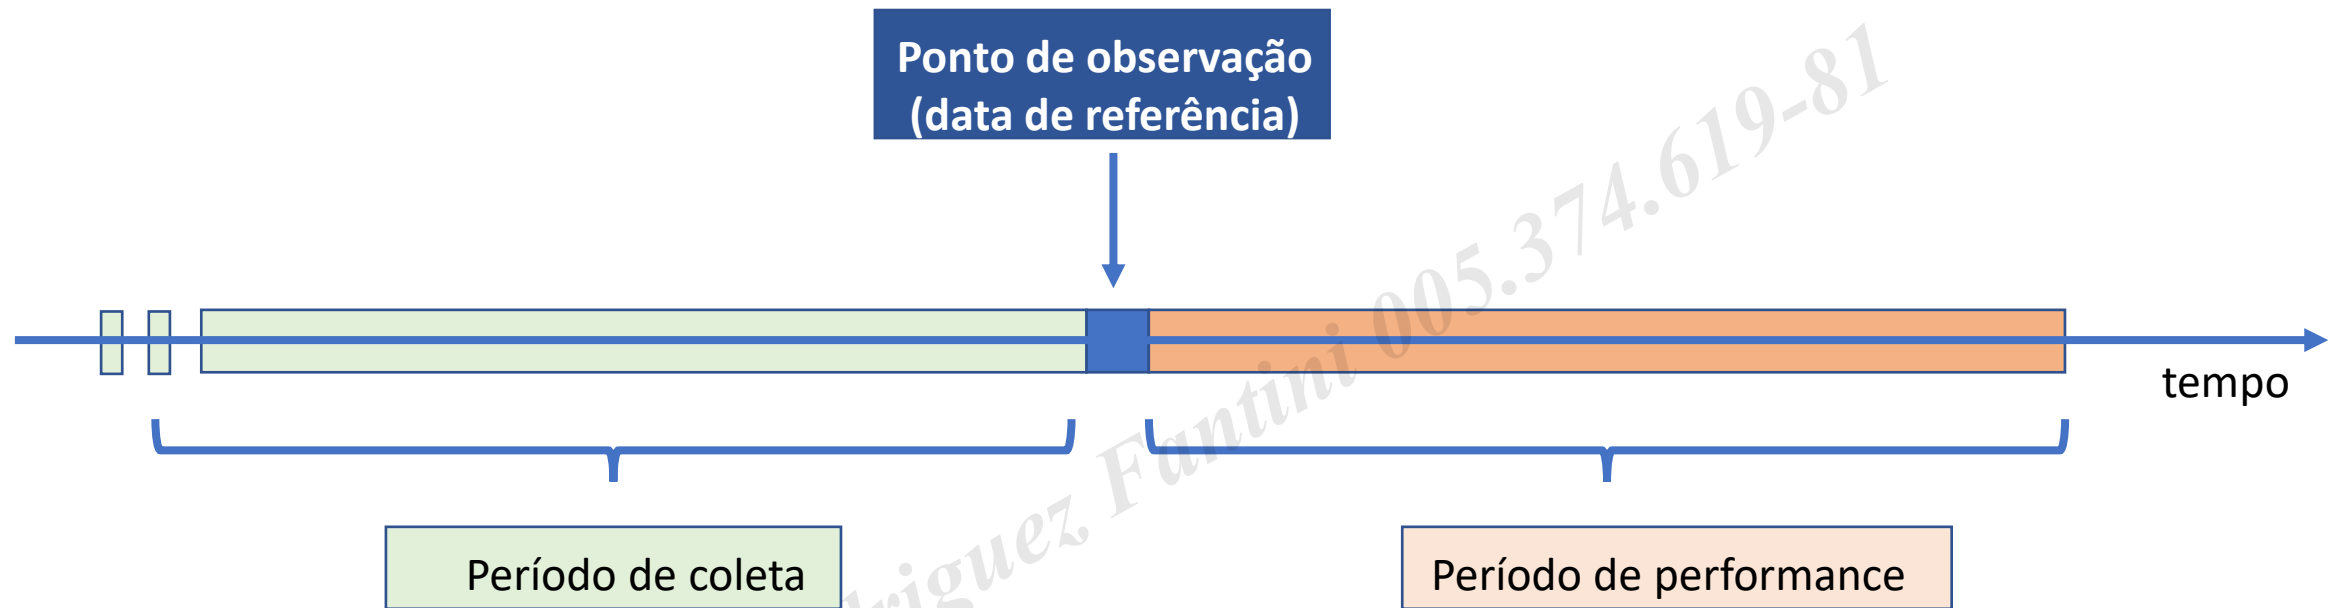 Ponto de observação
(data de referência)
tempo
Período de coleta
Período de performance
Fantini 005.374.619-81